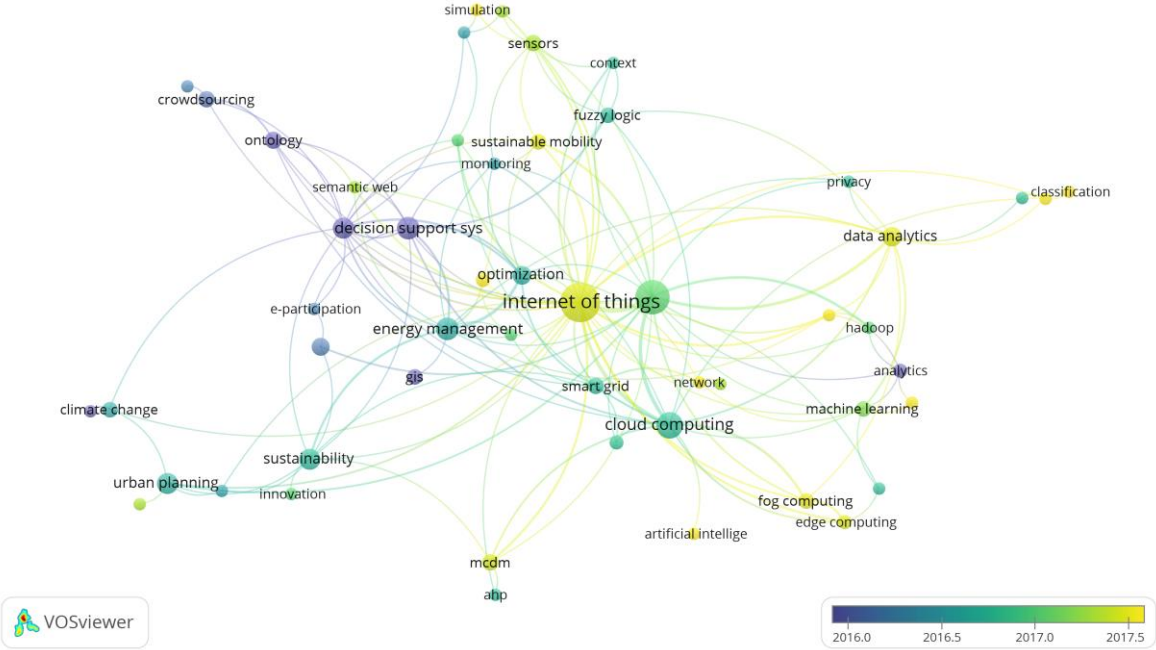 simulation
sensors
context
crowdsourcing
fuzzy logic
ontology
sustainable mobility
monitoring
semantic web
privacy
classification
decision support sys
data analytics
optimization
internet of things
e-participation
energy management
hadoop
gis
analytics
smart grid
network
climate change
machine learning
cloud computing
sustainability
urban planning
innovation
fog computing
edge computing
artificial intellige
mcdm
ahp
VOSviewer
2016.0 2016.5 2017.0 2017.5